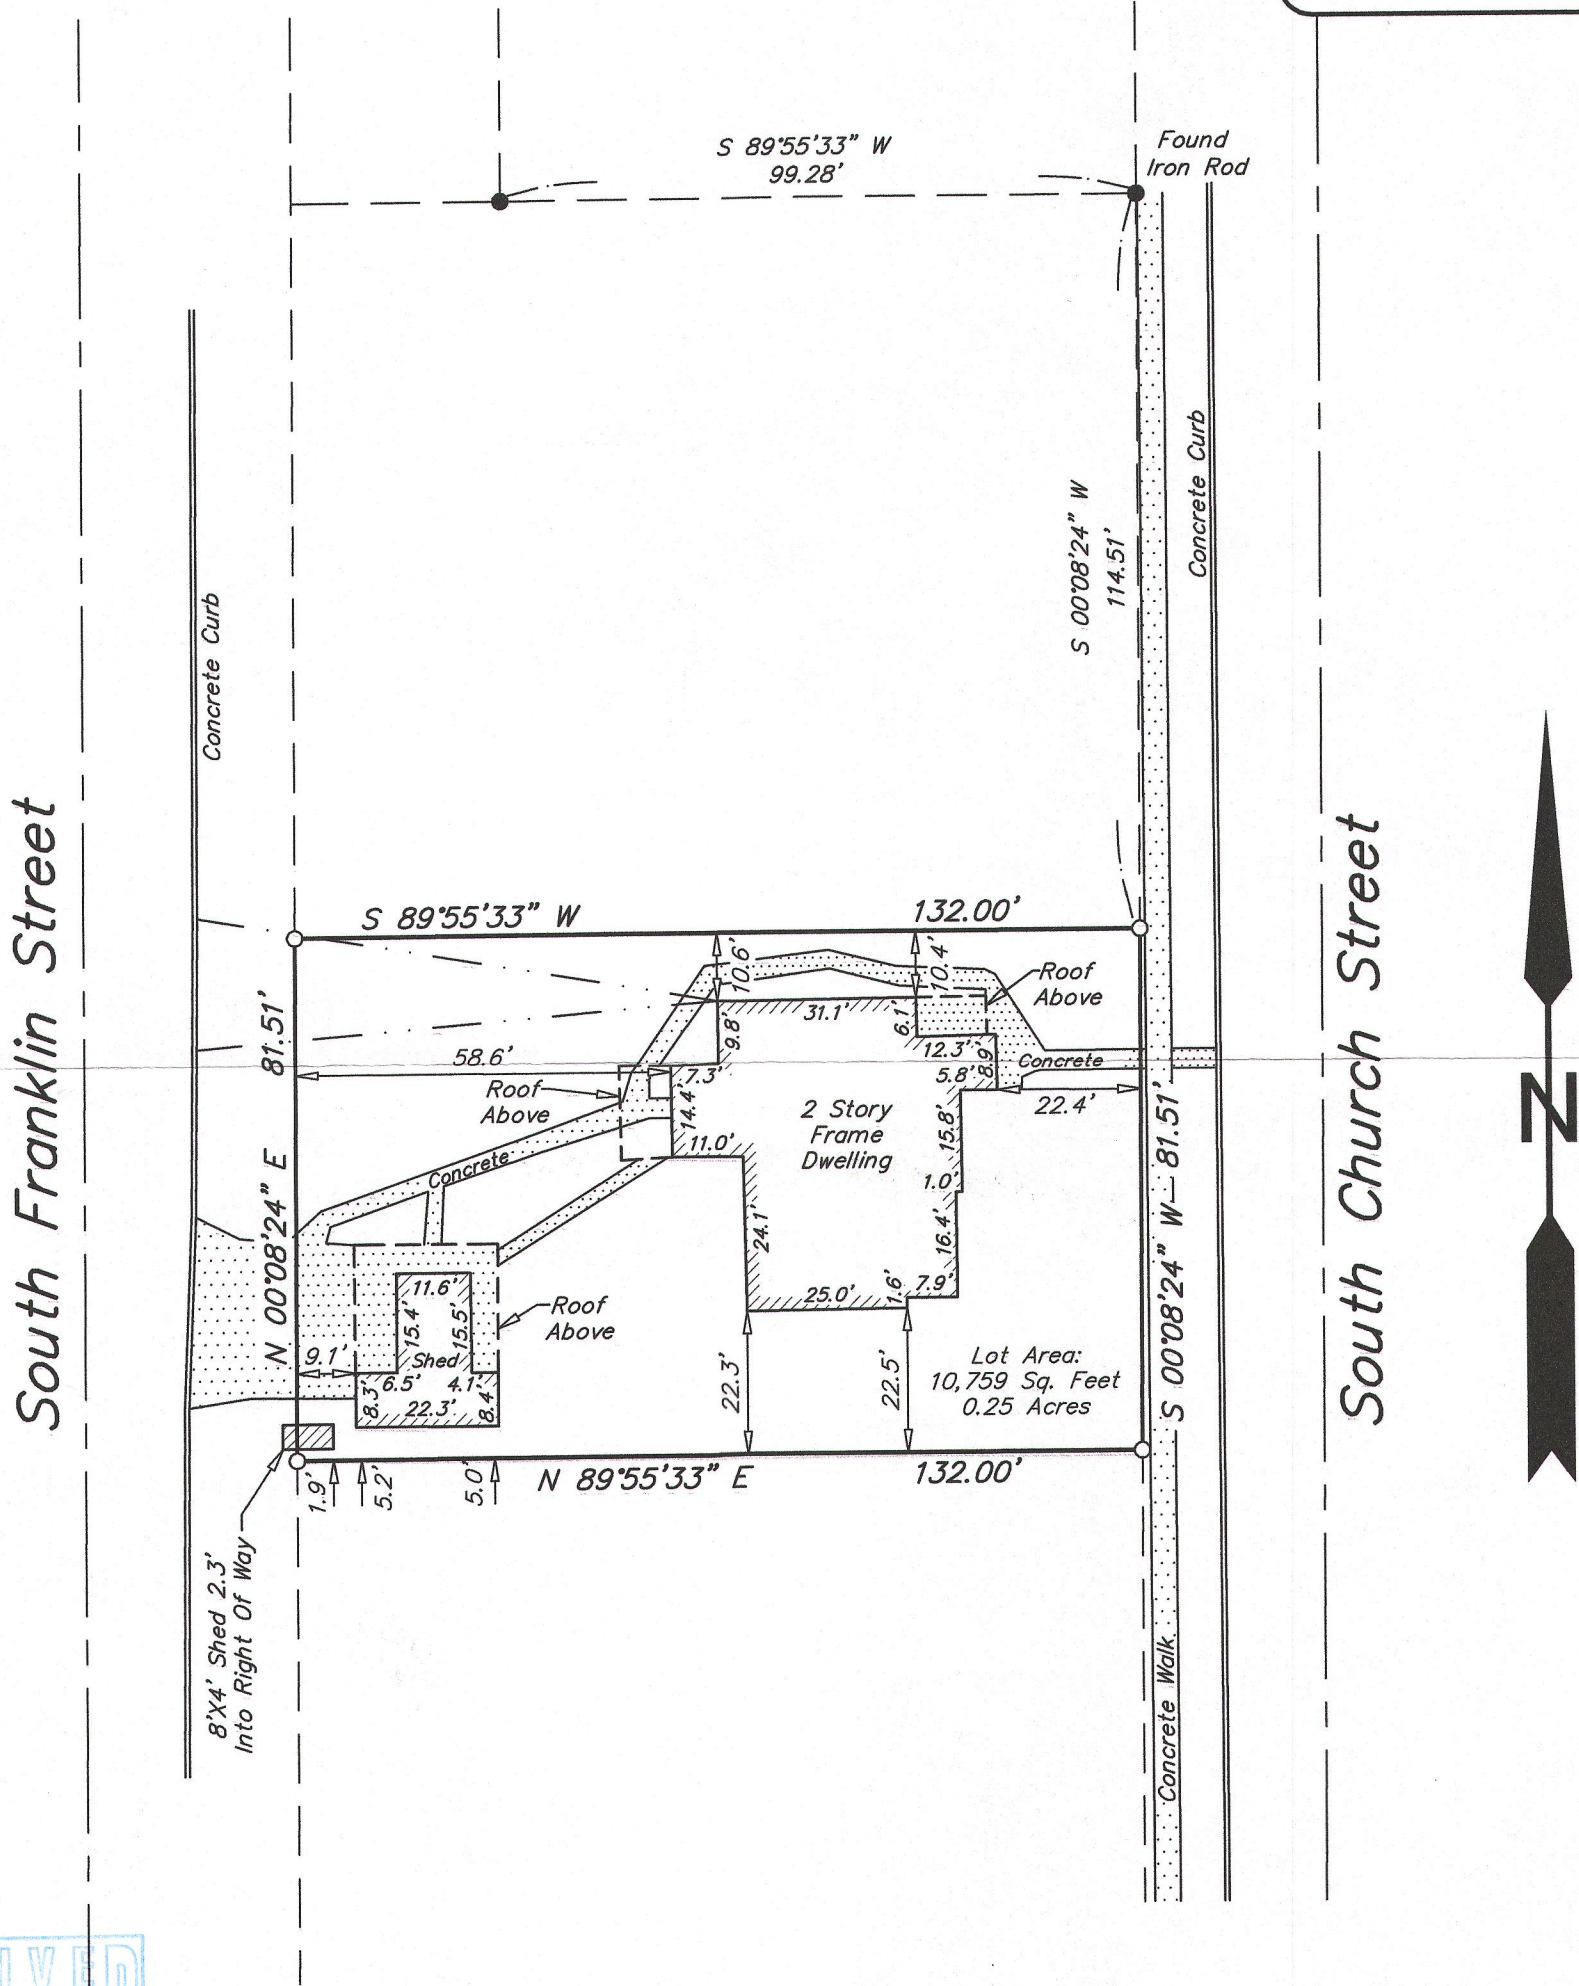 S 89°55'33" W
99.28'
Found
Iron Rod
Concrete Curb
S 00°08'24" W
114.51'
Concrete Curb
South Franklin Street
South Church Street
N
S 89°55'33" W
132.00'
81.51'
N 00°08'24" E
10.6'
10.4'
Roof
Above
31.1'
6.1'
9.8'
12.3'
8.9'
Concrete
58.6'
7.3'
5.8'
22.4'
Roof
Above
14.4'
2 Story
Frame
Dwelling
15.8'
11.0'
Concrete
1.0'
24.1'
16.4'
S 00°08'24" W
81.51'
11.6'
25.0'
1.6'
7.9'
Roof
Above
15.4'
15.5'
9.1'
Shed
6.5'
4.1'
8.3'
22.3'
8.4'
22.3'
22.5'
Lot Area:
10,759 Sq. Feet
0.25 Acres
1.9'
5.2'
5.0'
N 89°55'33" E
132.00'
8'X4' Shed 2.3'
Into Right Of Way
Concrete Walk